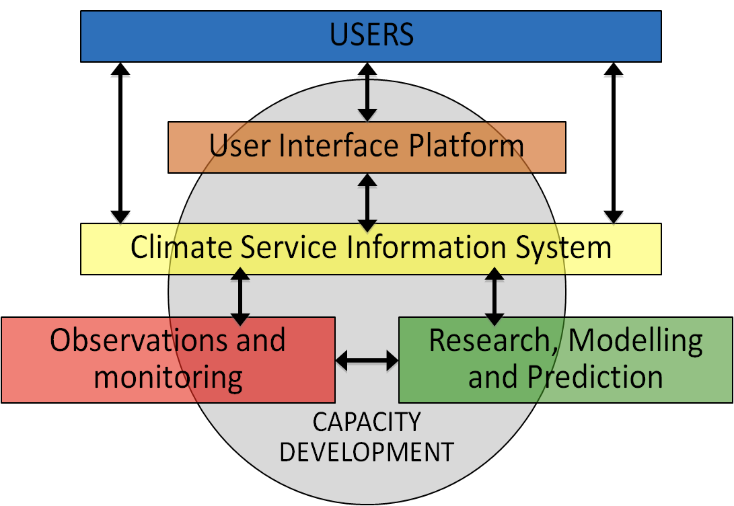 USERS
User Interface Platform
Climate Service Information System
Observations and
monitoring
Research, Modelling
and Prediction
CAPACITY
DEVELOPMENT